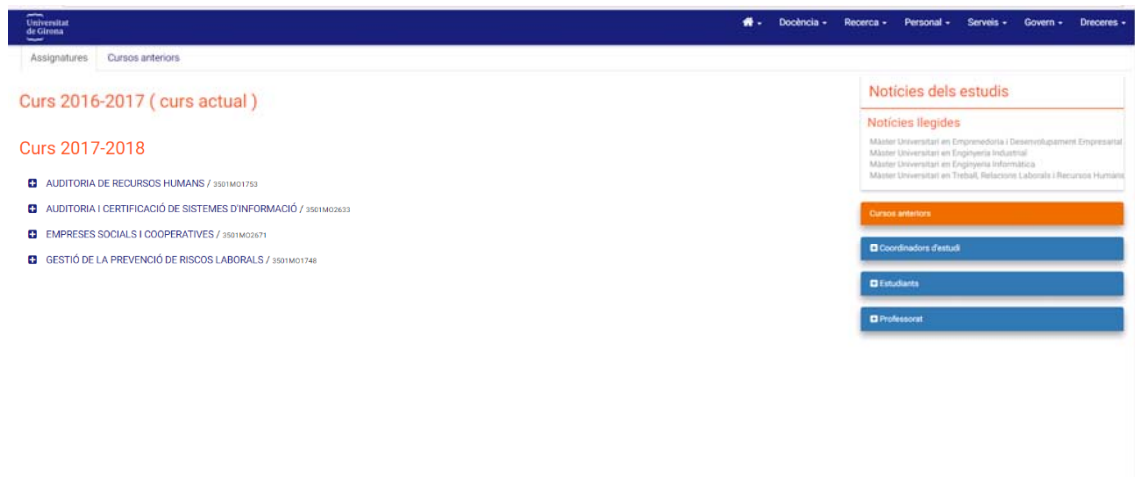 Universitat
de Girona
Docència
Recerca
Personal
Serveis
Govern
Dreceres
Assignatures
Cursos anteriors
Curs 2016-2017 ( curs actual )
Curs 2017-2018
AUDITORIA DE RECURSOS HUMANS / 3501MO1753
AUDITORIA I CERTIFICACIÓ DE SISTEMES D'INFORMACIÓ / 3501MO2633
EMPRESES SOCIALS I COOPERATIVES / 3501MO2671
GESTIÓ DE LA PREVENCIÓ DE RISCOS LABORALS / 3501MO1748
Notícies dels estudis
Notícies llegides
Màster Universitari en Emprenedoria i Desenvolupament Empresarial
Màster Universitari en Enginyeria Industrial
Màster Universitari en Enginyeria Informàtica
Màster Universitari en Treball, Relacions Laborals i Recursos Humans
Cursos anteriors
Coordinadors d'estudi
Estudiants
Professorat